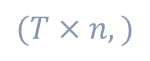 (T × n, )